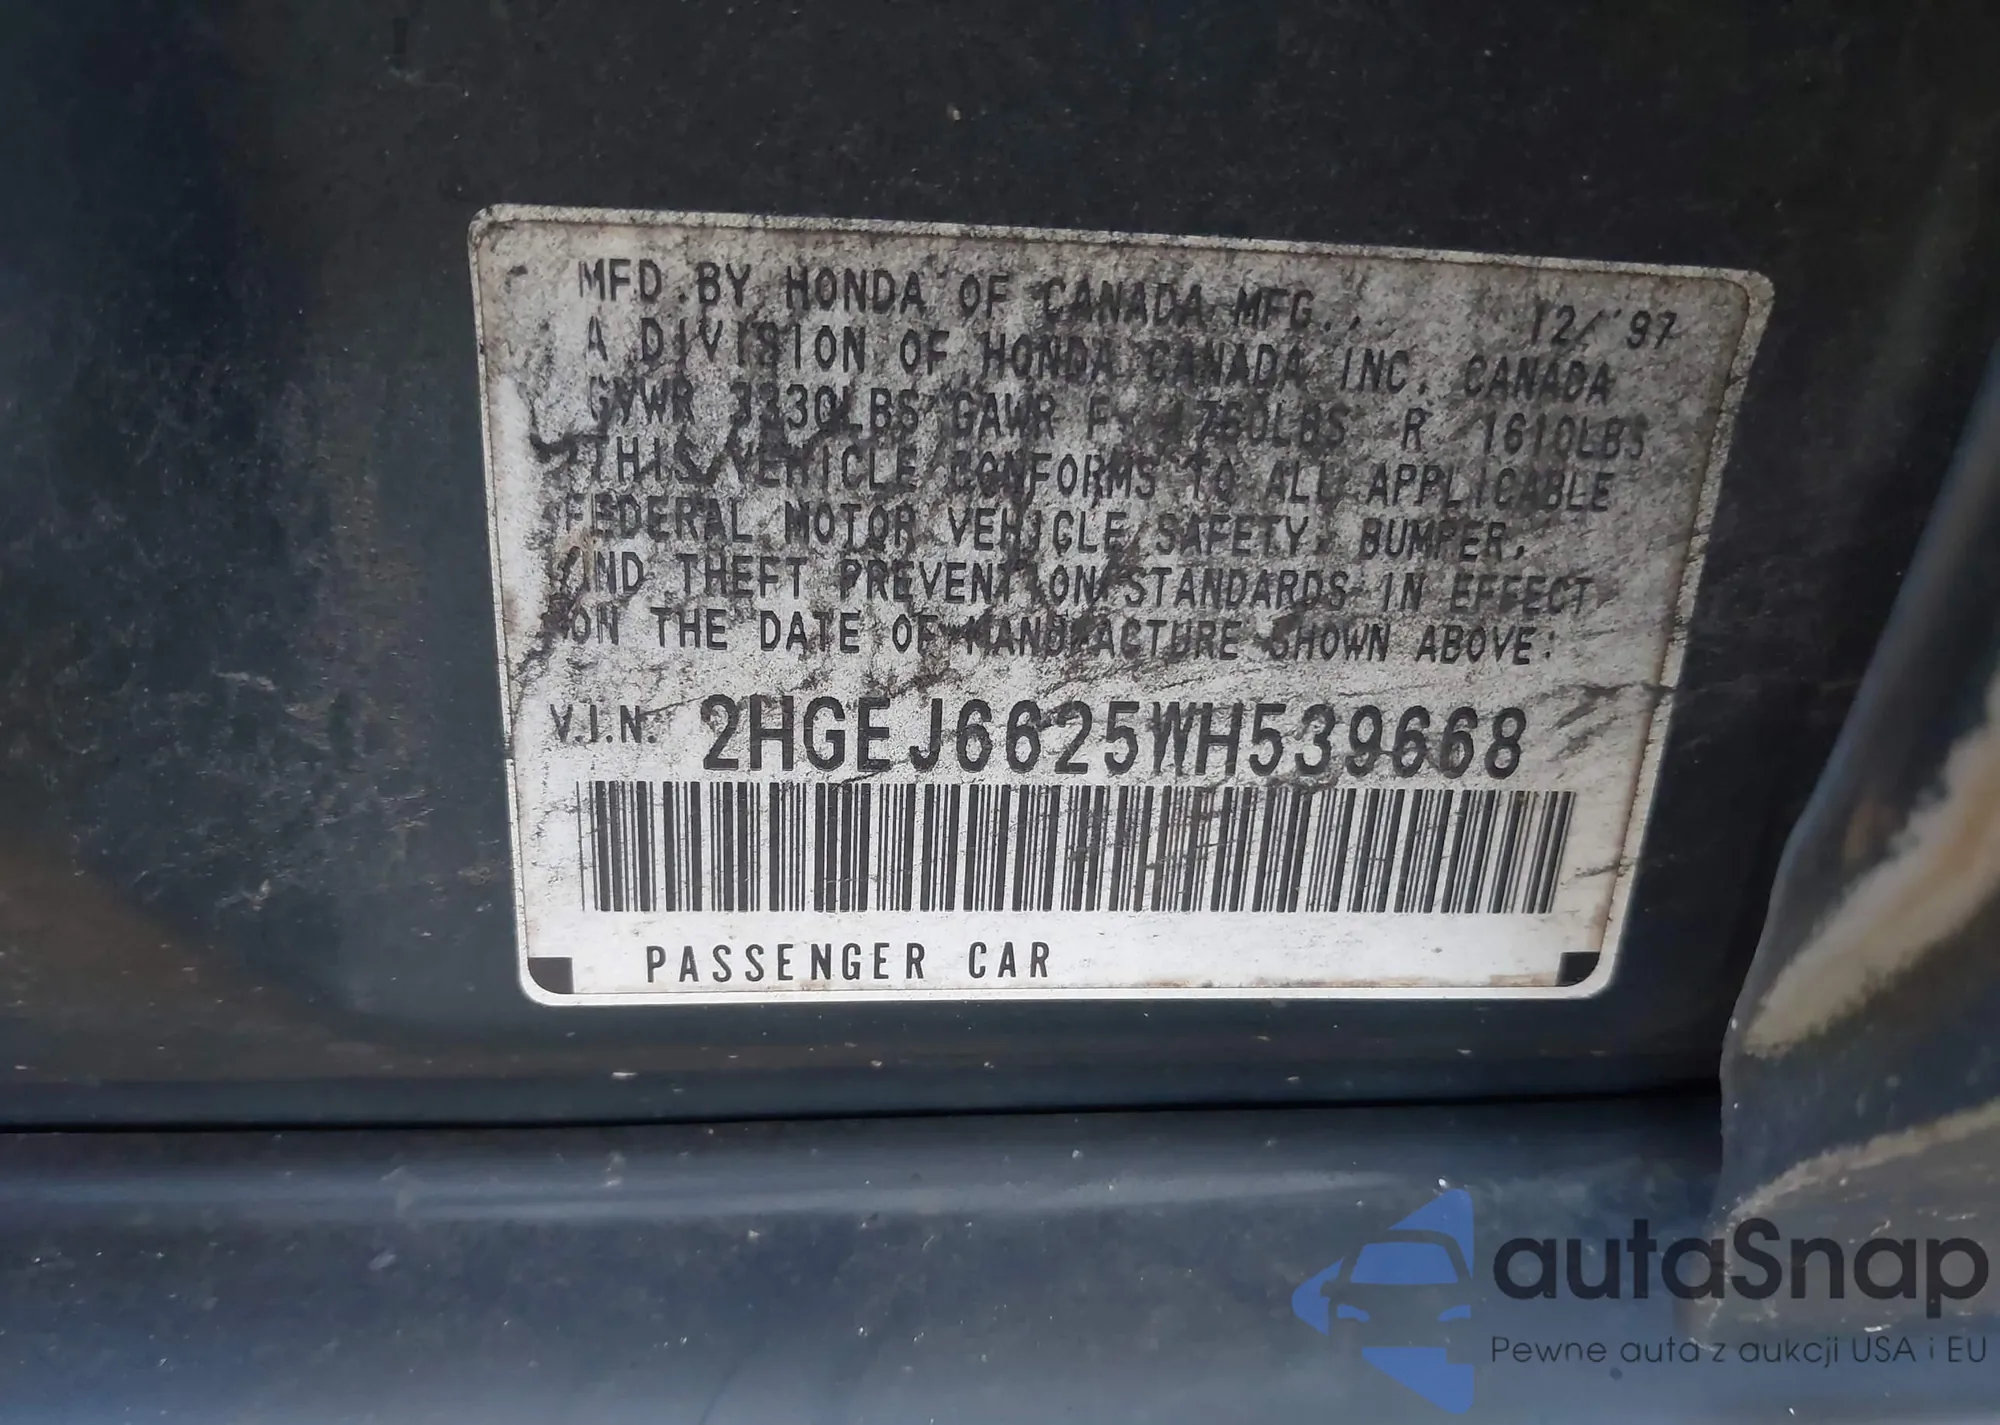 MFD. BY HONDA OF CANADA MFG., 12/'97
A DIVISION OF HONDA CANADA INC. CANADA
GVWR 3330LBS GAWR F 1760LBS R 1610LBS
THIS VEHICLE CONFORMS TO ALL APPLICABLE
FEDERAL MOTOR VEHICLE SAFETY, BUMPER,
AND THEFT PREVENTION STANDARDS IN EFFECT
ON THE DATE OF MANUFACTURE SHOWN ABOVE:
V.I.N. 2HGEJ6625WH539668
PASSENGER CAR
autaSnap
Pewne auta z aukcji USA i EU